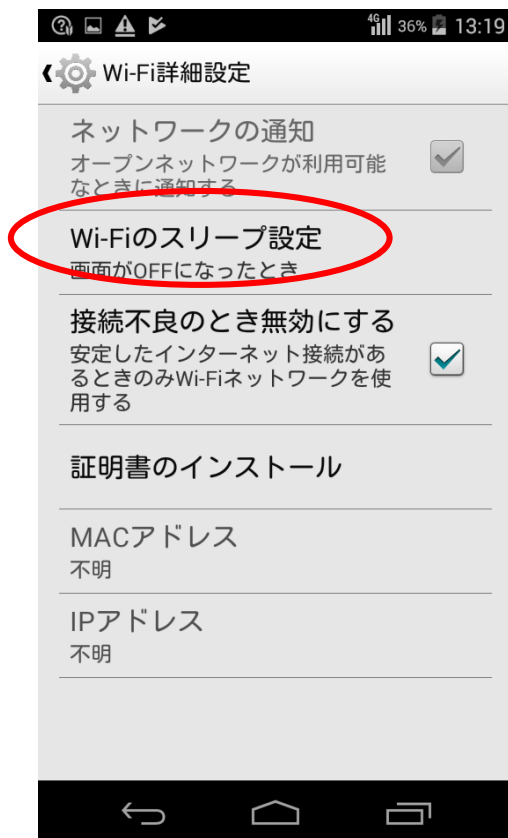 4G 36% 13:19
Wi-Fi詳細設定
ネットワークの通知
オープンネットワークが利用可能
なときに通知する
Wi-Fiのスリープ設定
画面がOFFになったとき
接続不良のとき無効にする
安定したインターネット接続があ
るときのみWi-Fiネットワークを使
用する
証明書のインストール
MACアドレス
不明
IPアドレス
不明